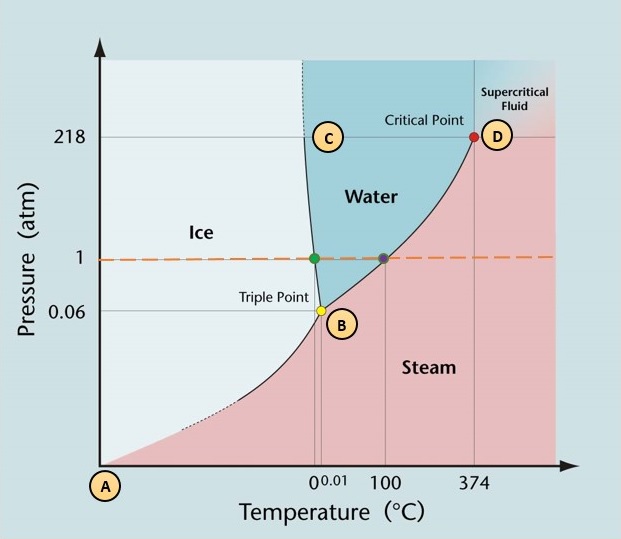 Supercritical
Fluid
218
C
Critical Point
D
Water
Ice
1
Triple Point
0.06
B
Steam
A
0
0.01
100
374
Temperature (°C)
Pressure (atm)